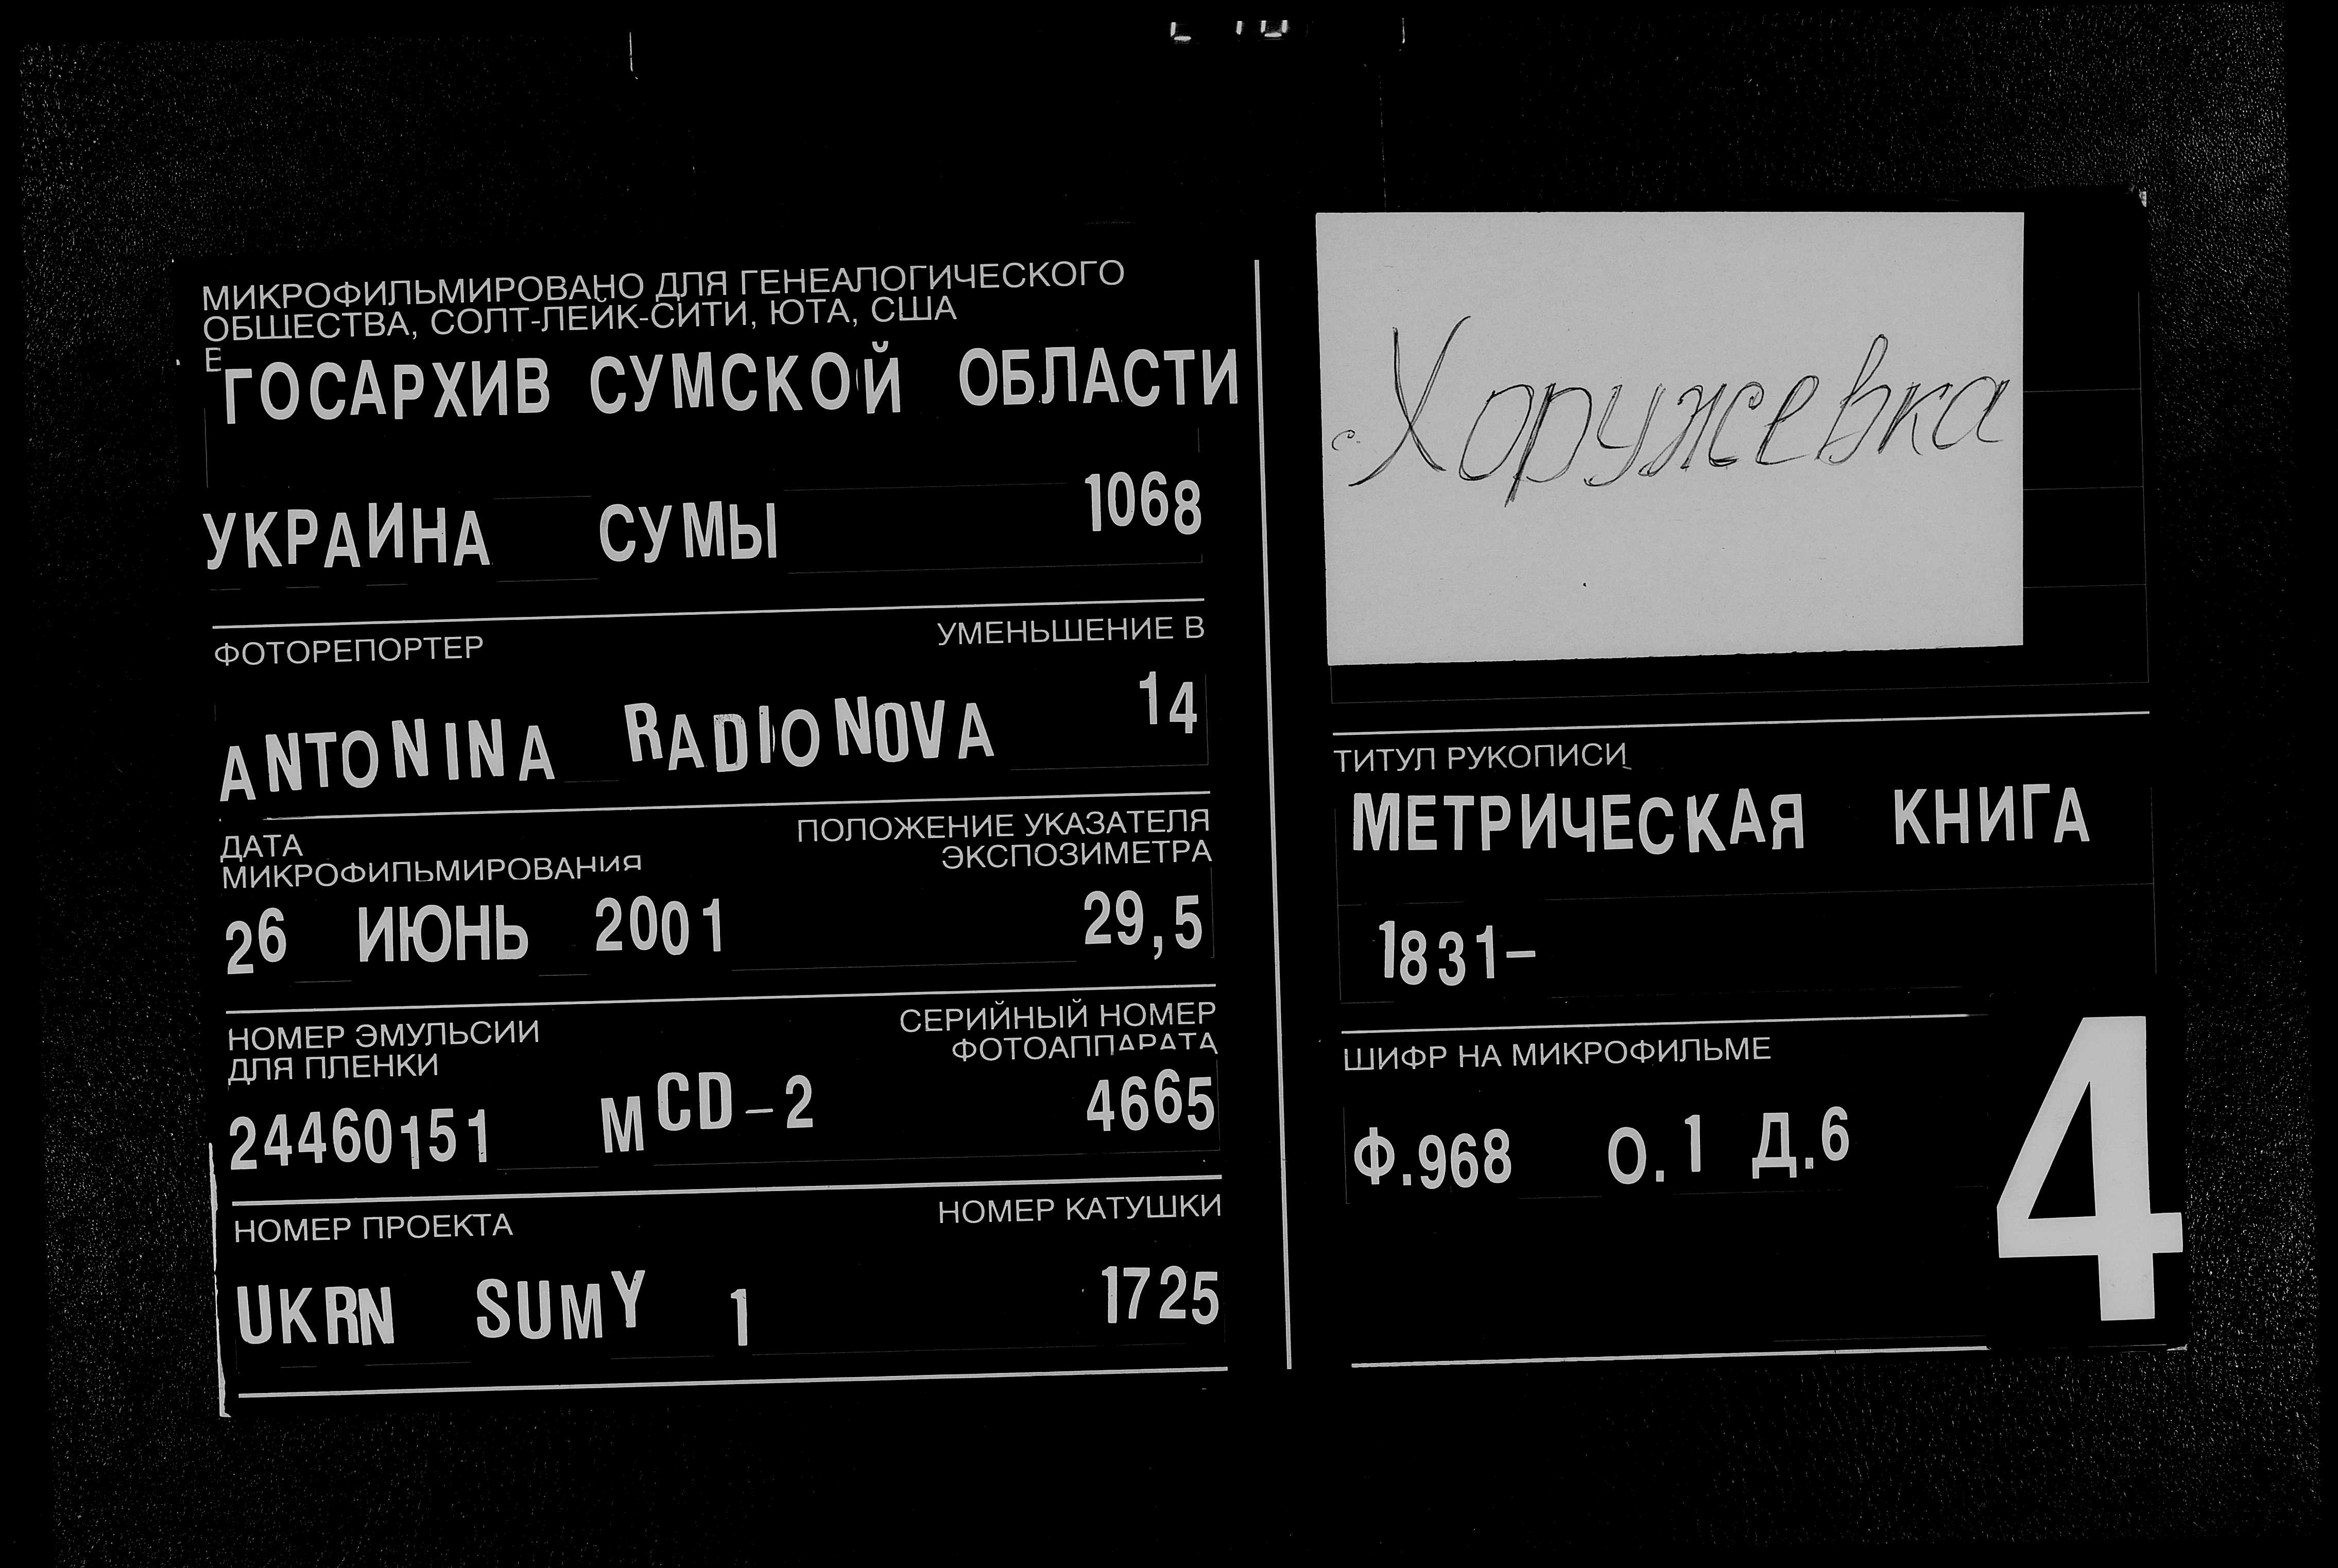 МИКРОФИЛЬМИРОВАНО ДЛЯ ГЕНЕАЛОГИЧЕСКОГО
ОБЩЕСТВА, СОЛТ-ЛЕЙК-СИТИ, ЮТА, США
В
ГОСАРХИВ СУМСКОЙ ОБЛАСТИ
УКРАИНА СУМЫ 1068
ФОТОРЕПОРТЕР УМЕНЬШЕНИЕ В
ANTONINA RADIONOVA 14
ДАТА
МИКРОФИЛЬМИРОВАНИЯ
ПОЛОЖЕНИЕ УКАЗАТЕЛЯ
ЭКСПОЗИМЕТРА
26 ИЮНЬ 2001 29,5
НОМЕР ЭМУЛЬСИИ
ДЛЯ ПЛЕНКИ
СЕРИЙНЫЙ НОМЕР
ФОТОАППАРАТА
24460151 MCD-2 4665
НОМЕР ПРОЕКТА НОМЕР КАТУШКИ
UKRN SUMY 1 1725
с. Хоружевка
ТИТУЛ РУКОПИСИ
МЕТРИЧЕСКАЯ КНИГА
1831-
ШИФР НА МИКРОФИЛЬМЕ
Ф.968 О.1 Д.6
4